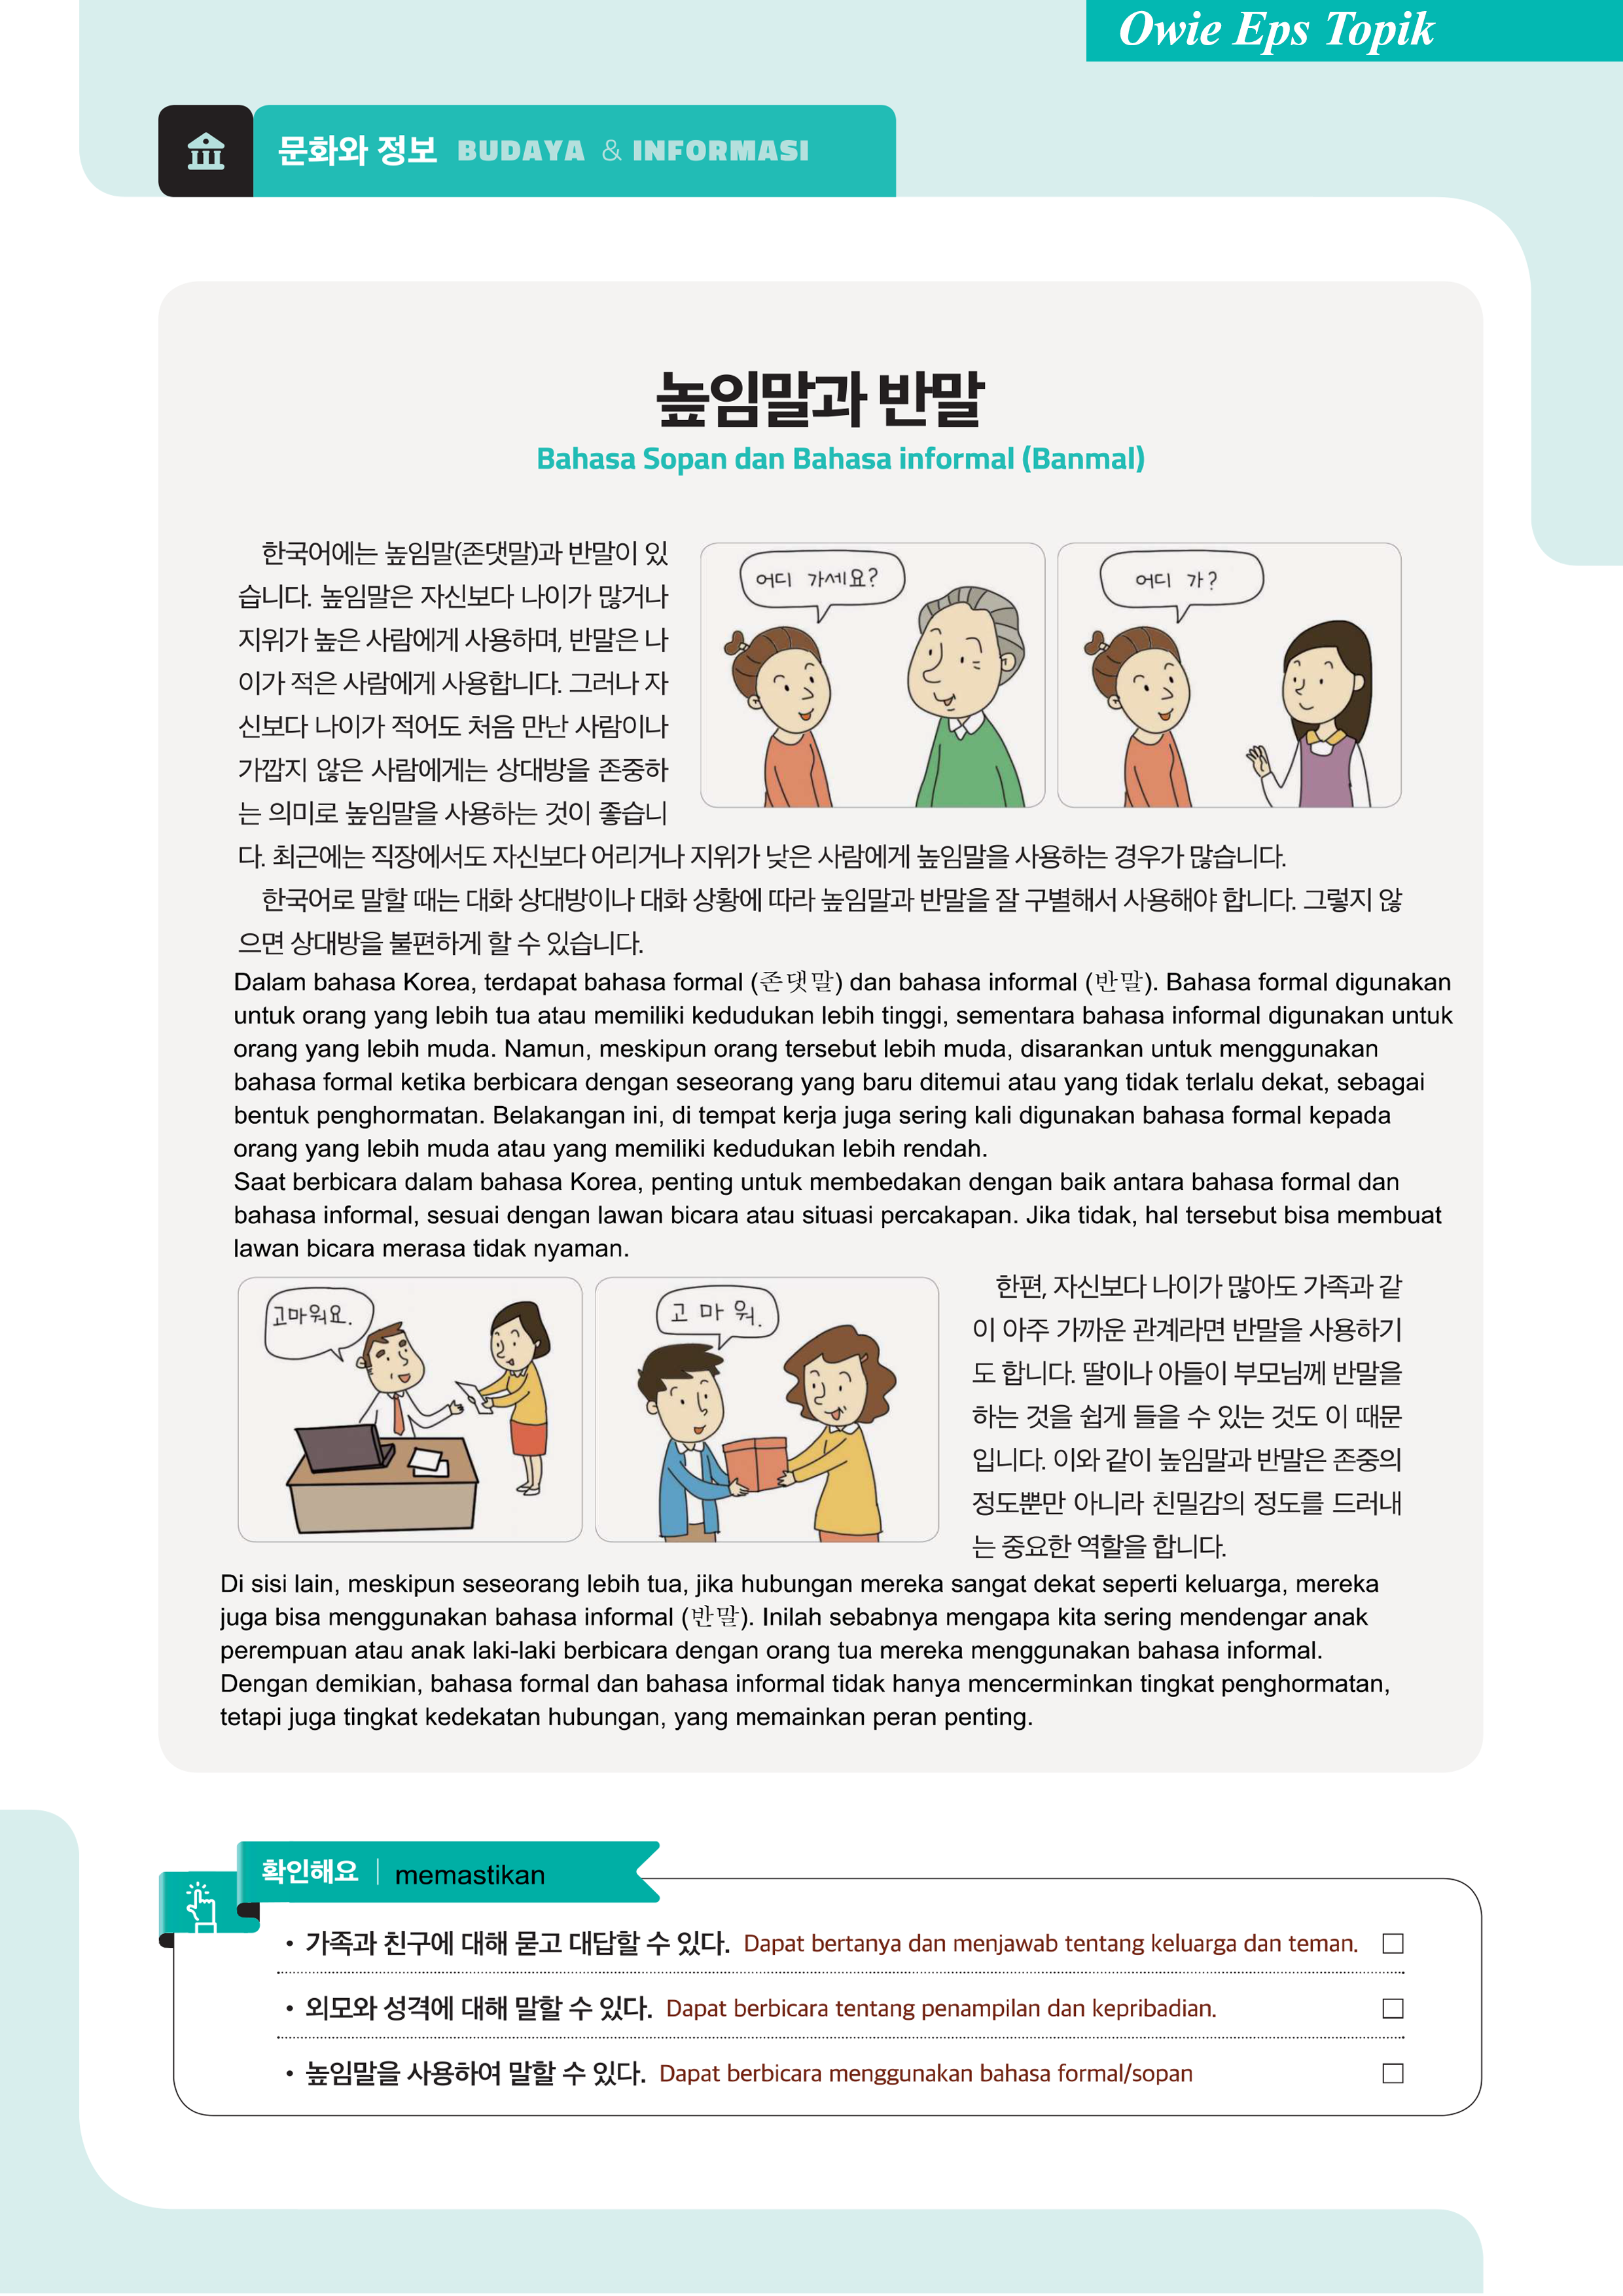 Owie Eps Topik
문화와 정보 BUDAYA & INFORMASI
높임말과 반말
Bahasa Sopan dan Bahasa informal (Banmal)
한국어에는 높임말(존댓말)과 반말이 있
습니다. 높임말은 자신보다 나이가 많거나
지위가 높은 사람에게 사용하며, 반말은 나
이가 적은 사람에게 사용합니다. 그러나 자
신보다 나이가 적어도 처음 만난 사람이나
가깝지 않은 사람에게는 상대방을 존중하
는 의미로 높임말을 사용하는 것이 좋습니
어디 가세요?
어디 가?
다. 최근에는 직장에서도 자신보다 어리거나 지위가 낮은 사람에게 높임말을 사용하는 경우가 많습니다.
한국어로 말할 때는 대화 상대방이나 대화 상황에 따라 높임말과 반말을 잘 구별해서 사용해야 합니다. 그렇지 않
으면 상대방을 불편하게 할 수 있습니다.
Dalam bahasa Korea, terdapat bahasa formal (존댓말) dan bahasa informal (반말). Bahasa formal digunakan
untuk orang yang lebih tua atau memiliki kedudukan lebih tinggi, sementara bahasa informal digunakan untuk
orang yang lebih muda. Namun, meskipun orang tersebut lebih muda, disarankan untuk menggunakan
bahasa formal ketika berbicara dengan seseorang yang baru ditemui atau yang tidak terlalu dekat, sebagai
bentuk penghormatan. Belakangan ini, di tempat kerja juga sering kali digunakan bahasa formal kepada
orang yang lebih muda atau yang memiliki kedudukan lebih rendah.
Saat berbicara dalam bahasa Korea, penting untuk membedakan dengan baik antara bahasa formal dan
bahasa informal, sesuai dengan lawan bicara atau situasi percakapan. Jika tidak, hal tersebut bisa membuat
lawan bicara merasa tidak nyaman.
고마워요.
고마워.
한편, 자신보다 나이가 많아도 가족과 같
이 아주 가까운 관계라면 반말을 사용하기
도 합니다. 딸이나 아들이 부모님께 반말을
하는 것을 쉽게 들을 수 있는 것도 이 때문
입니다. 이와 같이 높임말과 반말은 존중의
정도뿐만 아니라 친밀감의 정도를 드러내
는 중요한 역할을 합니다.
Di sisi lain, meskipun seseorang lebih tua, jika hubungan mereka sangat dekat seperti keluarga, mereka
juga bisa menggunakan bahasa informal (반말). Inilah sebabnya mengapa kita sering mendengar anak
perempuan atau anak laki-laki berbicara dengan orang tua mereka menggunakan bahasa informal.
Dengan demikian, bahasa formal dan bahasa informal tidak hanya mencerminkan tingkat penghormatan,
tetapi juga tingkat kedekatan hubungan, yang memainkan peran penting.
확인해요 | memastikan
• 가족과 친구에 대해 묻고 대답할 수 있다. Dapat bertanya dan menjawab tentang keluarga dan teman.
• 외모와 성격에 대해 말할 수 있다. Dapat berbicara tentang penampilan dan kepribadian.
• 높임말을 사용하여 말할 수 있다. Dapat berbicara menggunakan bahasa formal/sopan